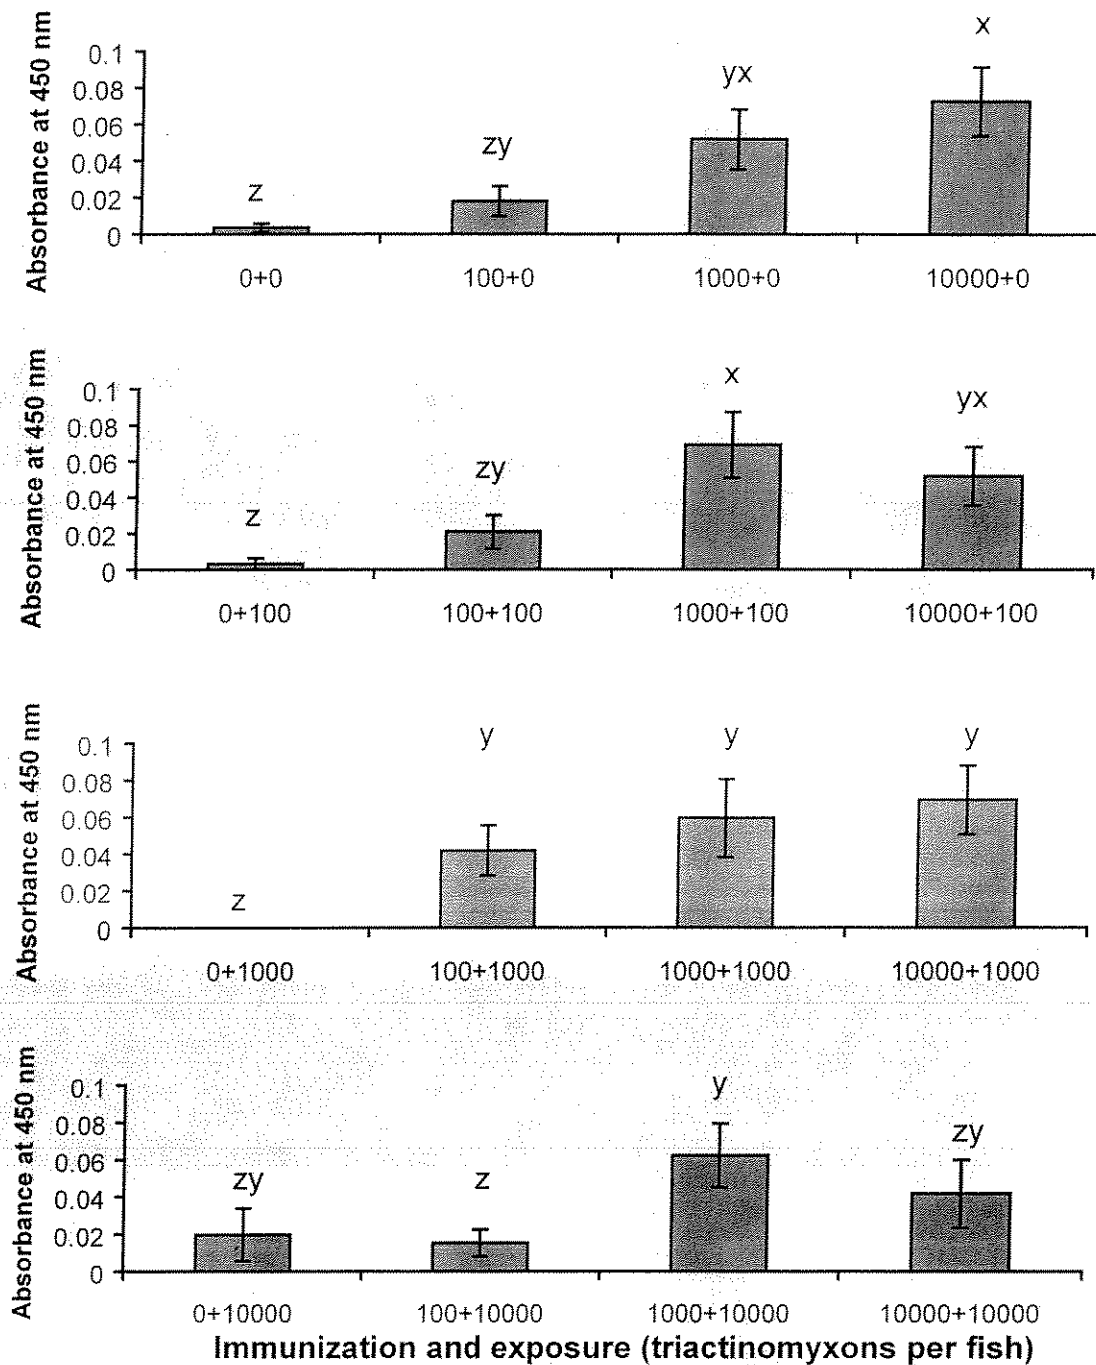 Absorbance at 450 nm
x
0.1
yx
0.08
0.06
zy
0.04
z
0.02
0
0+0 100+0 1000+0 10000+0
Absorbance at 450 nm
x
0.1
yx
0.08
0.06
zy
0.04
z
0.02
0
0+100 100+100 1000+100 10000+100
Absorbance at 450 nm
y y y
0.1
0.08
0.06
0.04
0.02
z
0
0+1000 100+1000 1000+1000 10000+1000
Absorbance at 450 nm
y
0.1
0.08
zy
0.06
zy z
0.04
0.02
0
0+10000 100+10000 1000+10000 10000+10000
Immunization and exposure (triactinomyxons per fish)